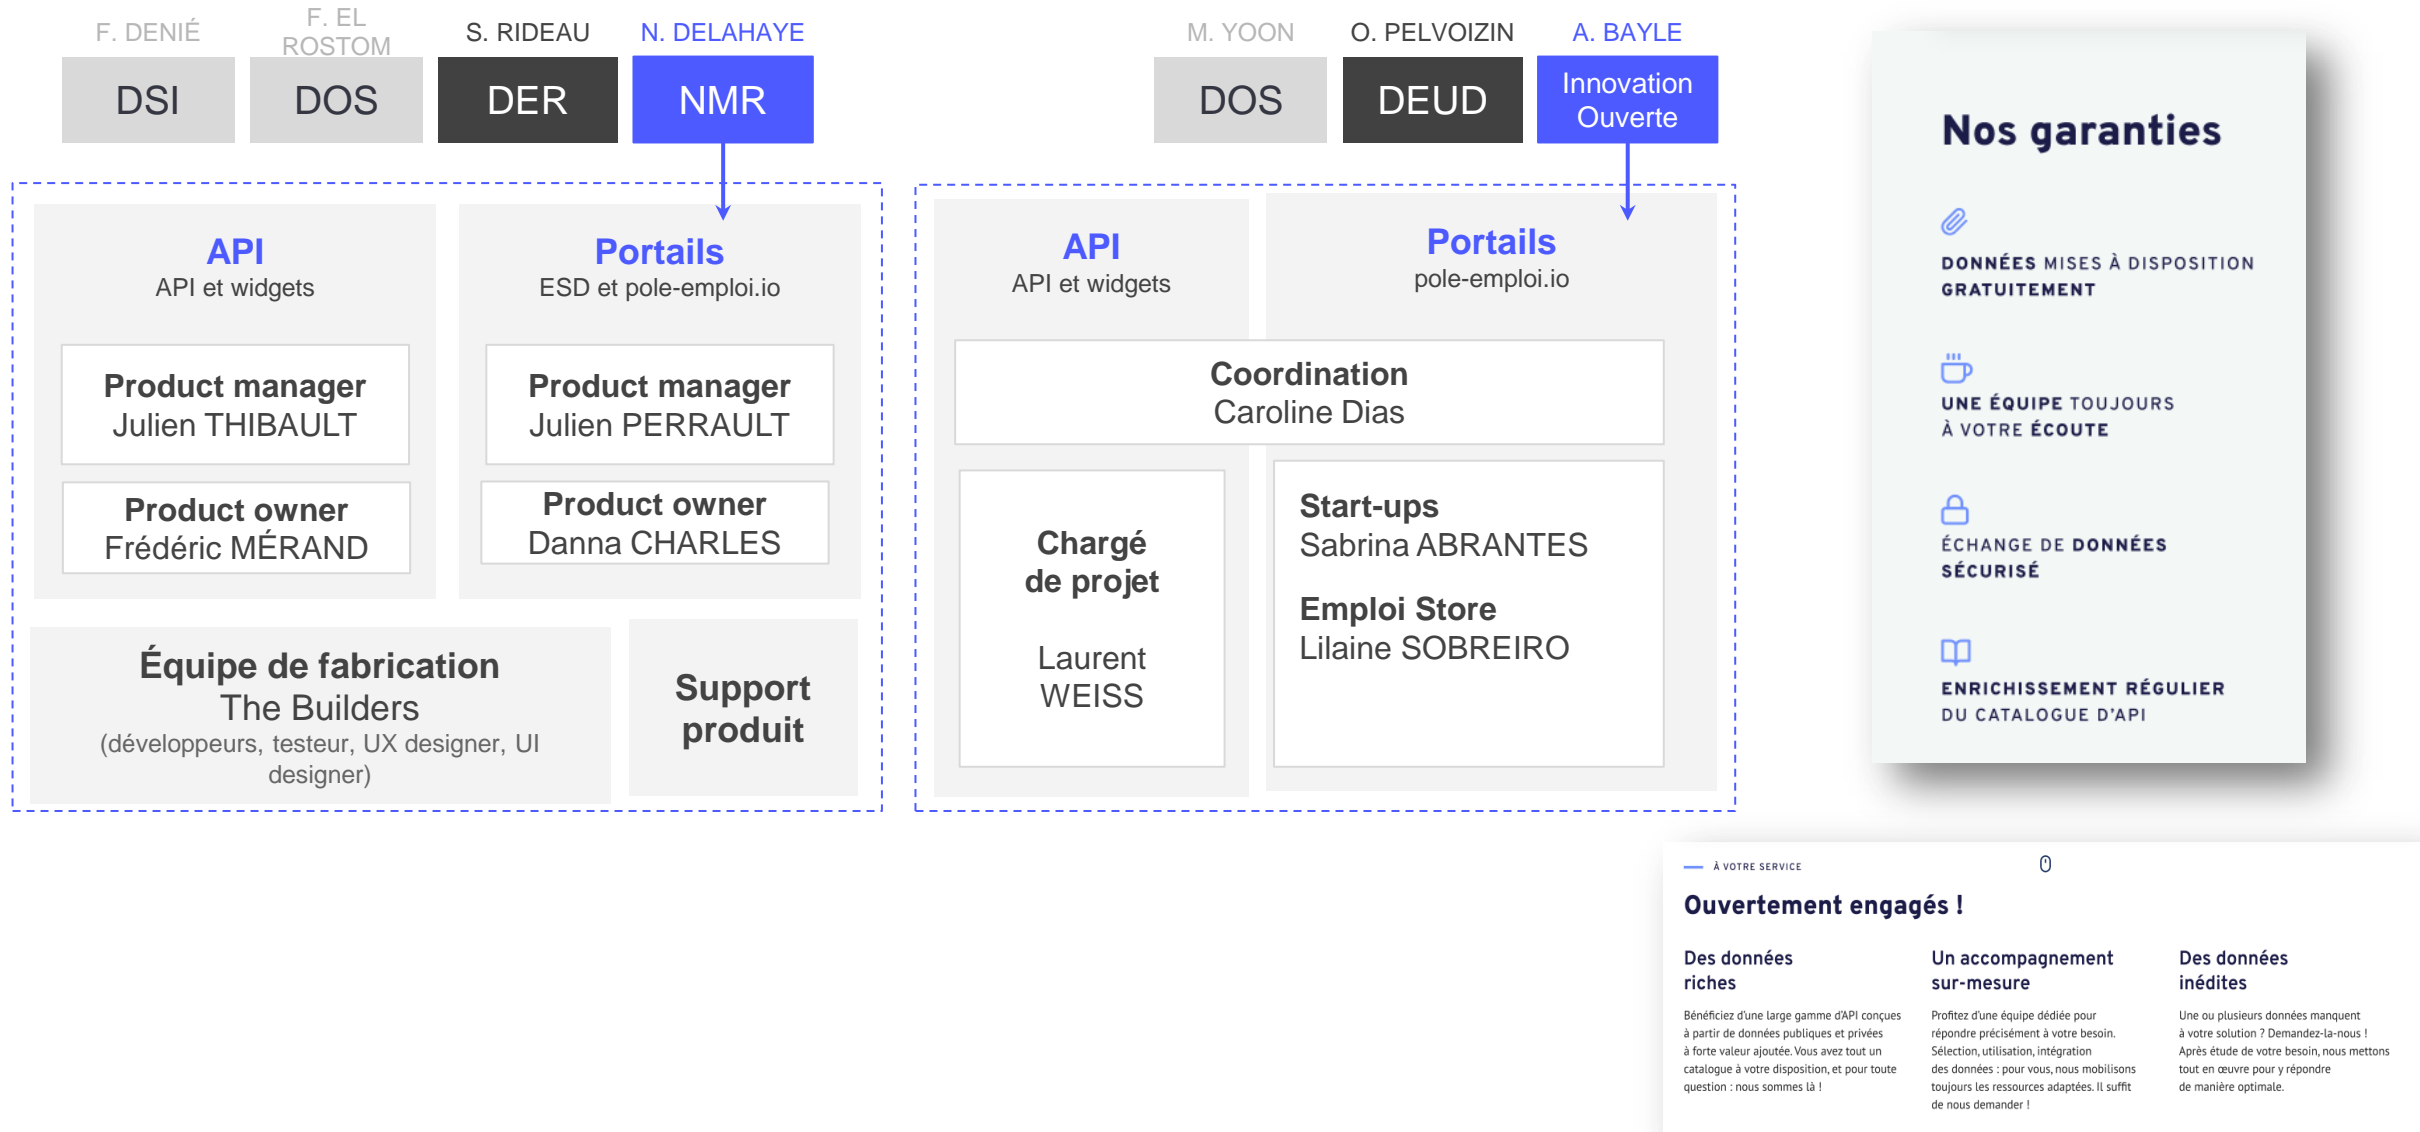 F. DENIÉ
F. EL
ROSTOM
S. RIDEAU
N. DELAHAYE
DSI
DOS
DER
NMR
API
API et widgets
Portails
ESD et pole-emploi.io
Product manager
Julien THIBAULT
Product manager
Julien PERRAULT
Product owner
Frédéric MÉRAND
Product owner
Danna CHARLES
Équipe de fabrication
The Builders
(développeurs, testeur, UX designer, UI
designer)
Support
produit
M. YOON
O. PELVOIZIN
A. BAYLE
DOS
DEUD
Innovation
Ouverte
API
API et widgets
Portails
pole-emploi.io
Coordination
Caroline Dias
Chargé
de projet
Laurent
WEISS
Start-ups
Sabrina ABRANTES
Emploi Store
Lilaine SOBREIRO
Nos garanties
DONNÉES MISES À DISPOSITION
GRATUITEMENT
UNE ÉQUIPE TOUJOURS
À VOTRE ÉCOUTE
ÉCHANGE DE DONNÉES
SÉCURISÉ
ENRICHISSEMENT RÉGULIER
DU CATALOGUE D'API
À VOTRE SERVICE
Ouvertement engagés !
Des données
riches
Bénéficiez d'une large gamme d'API conçues
à partir de données publiques et privées
à forte valeur ajoutée. Vous avez tout un
catalogue à votre disposition, et pour toute
question : nous sommes là !
Un accompagnement
sur-mesure
Profitez d'une équipe dédiée pour
répondre précisément à votre besoin.
Sélection, utilisation, intégration
des données : pour vous, nous mobilisons
toujours les ressources adaptées. Il suffit
de nous demander !
Des données
inédites
Une ou plusieurs données manquent
à votre solution ? Demandez-la-nous !
Après étude de votre besoin, nous mettons
tout en œuvre pour y répondre
de manière optimale.